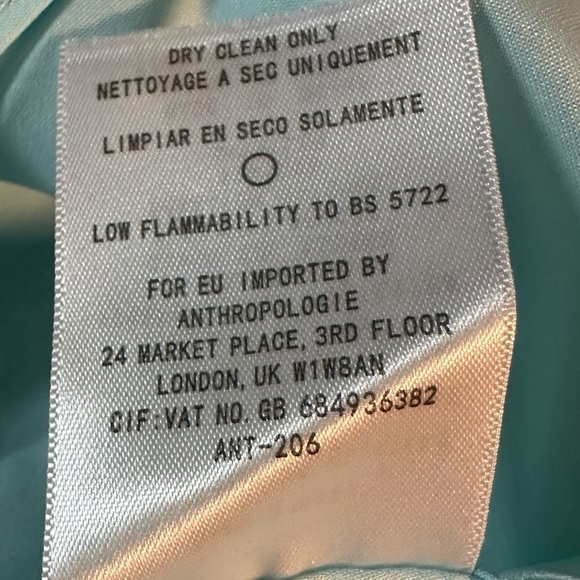 DRY CLEAN ONLY
NETTOYAGE A SEC UNIQUEMENT
LIMPIAR EN SECO SOLAMENTE
LOW FLAMMABILITY TO BS 5722
FOR EU IMPORTED BY
ANTHROPOLOGIE
24 MARKET PLACE, 3RD FLOOR
LONDON, UK W1W8AN
CIF:VAT NO. GB 684936382
ANT-206